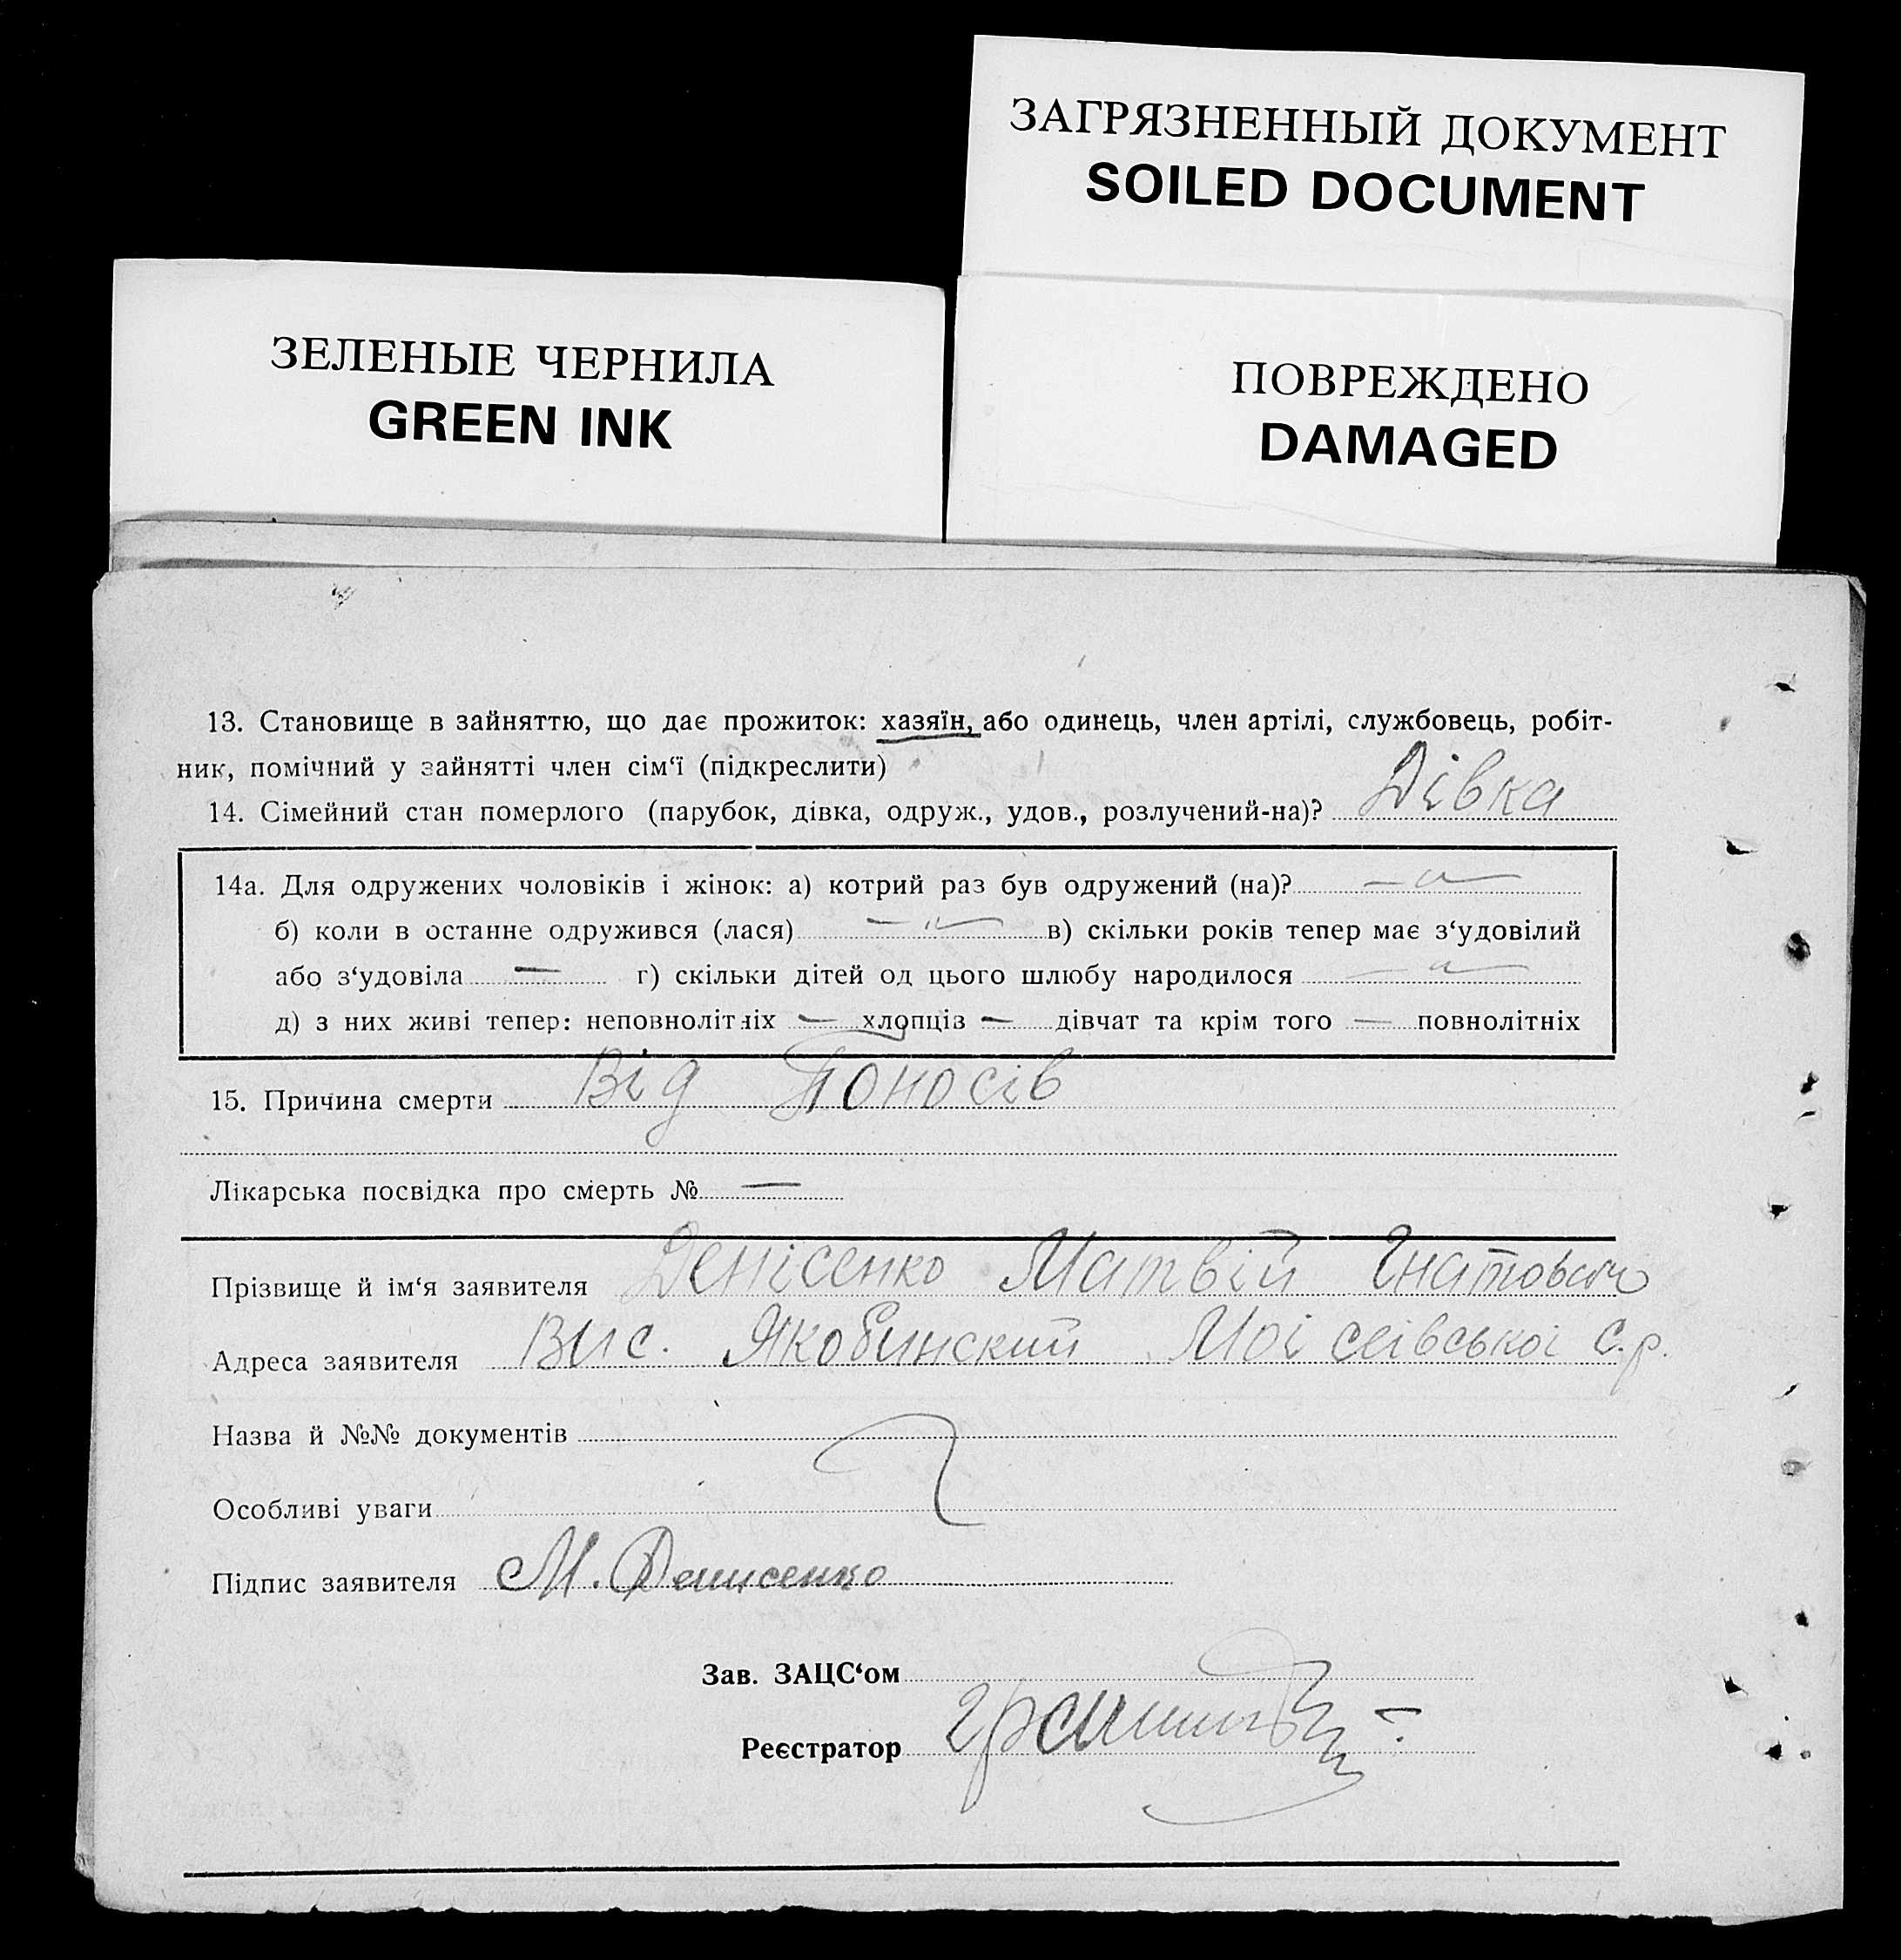 ЗАГРЯЗНЕННЫЙ ДОКУМЕНТ
SOILED DOCUMENT
ЗЕЛЕНЫЕ ЧЕРНИЛА
GREEN INK
ПОВРЕЖДЕНО
DAMAGED
13. Становище в зайняттю, що дає прожиток: хазяїн, або одинець, член артілі, службовець, робіт-
ник, помічний у зайнятті член сім‘ї (підкреслити)
14. Сімейний стан померлого (парубок, дівка, одруж., удов., розлучений-на)? Дівка
14а. Для одружених чоловіків і жінок: а) котрий раз був одружений (на)? — „ —
б) коли в останне одружився (лася) — „ — в) скільки років тепер має з‘удовілий
або з‘удовіла — г) скільки дітей од цього шлюбу народилося — „ —
д) з них живі тепер: неповнолітніх — хлопців — дівчат та крім того — повнолітніх
15. Причина смерти Від Поносів
Лікарська посвідка про смерть № —
Прізвище й ім‘я заявителя Денісенко Матвій Гнатович
Адреса заявителя Вис. Якобинский Моісеівськоі С.р.
Назва й №№ документів
Особливі уваги
Підпис заявителя М. Денисенко
Зав. ЗАЦС‘ом
Реєстратор